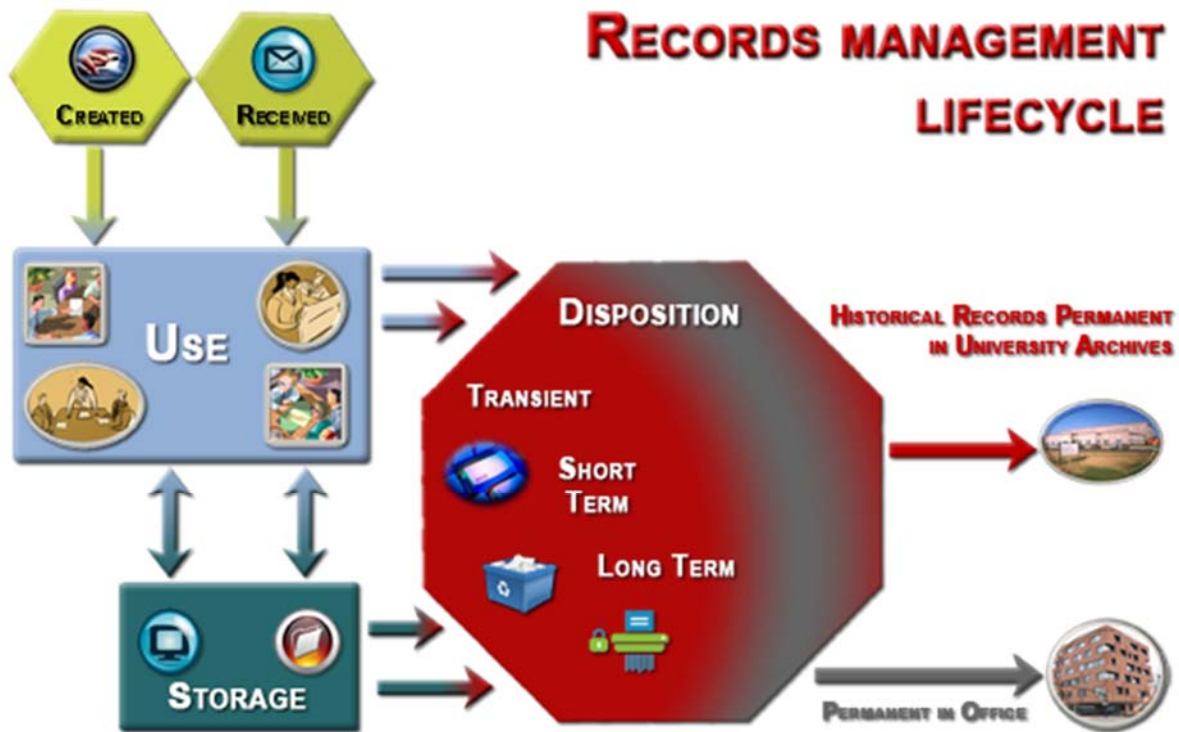 RECORDS MANAGEMENT
LIFECYCLE
CREATED
RECEIVED
USE
DISPOSITION
TRANSIENT
SHORT
TERM
LONG TERM
STORAGE
HISTORICAL RECORDS PERMANENT
IN UNIVERSITY ARCHIVES
PERMANENT IN OFFICE